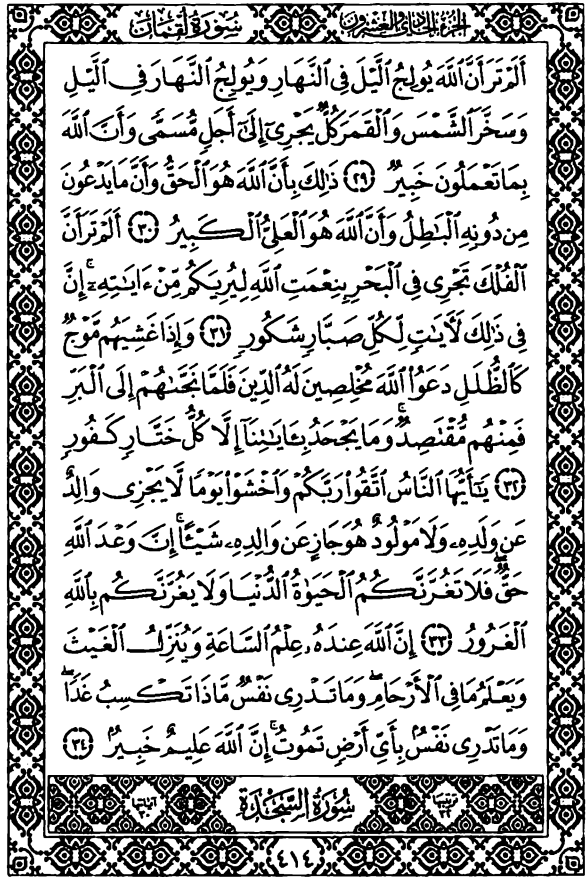 الجزء الحادي والعشرون سورة لقمان
أَلَمْ تَرَ أَنَّ ٱللَّهَ يُولِجُ ٱلَّيْلَ فِى ٱلنَّهَارِ وَيُولِجُ ٱلنَّهَارَ فِى ٱلَّيْلِ
وَسَخَّرَ ٱلشَّمْسَ وَٱلْقَمَرَ كُلٌّ يَجْرِىٓ إِلَىٰٓ أَجَلٍ مُّسَمًّى وَأَنَّ ٱللَّهَ
بِمَا تَعْمَلُونَ خَبِيرٌ ٢٩ ذَٰلِكَ بِأَنَّ ٱللَّهَ هُوَ ٱلْحَقُّ وَأَنَّ مَا يَدْعُونَ
مِن دُونِهِ ٱلْبَٰطِلُ وَأَنَّ ٱللَّهَ هُوَ ٱلْعَلِىُّ ٱلْكَبِيرُ ٣٠ أَلَمْ تَرَ أَنَّ
ٱلْفُلْكَ تَجْرِى فِى ٱلْبَحْرِ بِنِعْمَتِ ٱللَّهِ لِيُرِيَكُم مِّنْ ءَايَٰتِهِۦٓ ۚ إِنَّ
فِى ذَٰلِكَ لَءَايَٰتٍ لِّكُلِّ صَبَّارٍ شَكُورٍ ٣١ وَإِذَا غَشِيَهُم مَّوْجٌ
كَٱلظُّلَلِ دَعَوُا۟ ٱللَّهَ مُخْلِصِينَ لَهُ ٱلدِّينَ فَلَمَّا نَجَّىٰهُمْ إِلَى ٱلْبَرِّ
فَمِنْهُم مُّقْتَصِدٌ ۚ وَمَا يَجْحَدُ بِـَٔايَٰتِنَآ إِلَّا كُلُّ خَتَّارٍ كَفُورٍ
٣٢ يَٰٓأَيُّهَا ٱلنَّاسُ ٱتَّقُوا۟ رَبَّكُمْ وَٱخْشَوْا۟ يَوْمًا لَّا يَجْزِى وَالِدٌ
عَن وَلَدِهِۦ وَلَا مَوْلُودٌ هُوَ جَازٍ عَن وَالِدِهِۦ شَيْـًٔا ۚ إِنَّ وَعْدَ ٱللَّهِ
حَقٌّ ۖ فَلَا تَغُرَّنَّكُمُ ٱلْحَيَوٰةُ ٱلدُّنْيَا وَلَا يَغُرَّنَّكُم بِٱللَّهِ
ٱلْغَرُورُ ٣٣ إِنَّ ٱللَّهَ عِندَهُۥ عِلْمُ ٱلسَّاعَةِ وَيُنَزِّلُ ٱلْغَيْثَ
وَيَعْلَمُ مَا فِى ٱلْأَرْحَامِ ۖ وَمَا تَدْرِى نَفْسٌ مَّاذَا تَكْسِبُ غَدًا ۖ
وَمَا تَدْرِى نَفْسٌۢ بِأَىِّ أَرْضٍ تَمُوتُ ۚ إِنَّ ٱللَّهَ عَلِيمٌ خَبِيرٌۢ ٣٤
ترتيبها ٣٢ سُورَةُ السَّجْدَةِ آياتها ٣٠
٤١٤